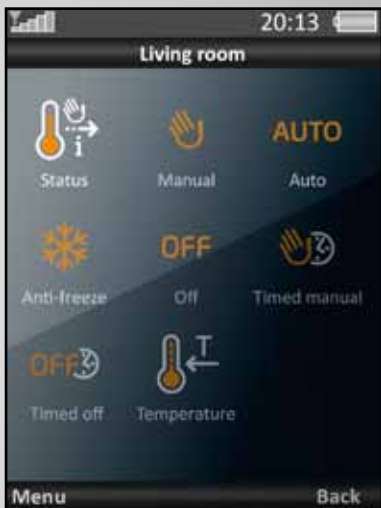 20:13
Living room
i
AUTO
Status Manual Auto
OFF
Anti-freeze Off Timed manual
OFF T
Timed off Temperature
Menu Back